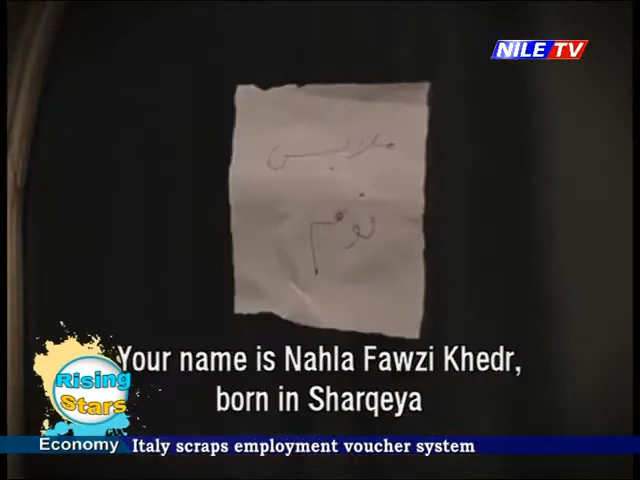 NILE TV
ملابس
نوم
Your name is Nahla Fawzi Khedr,
born in Sharqeya
Rising
Stars
Economy Italy scraps employment voucher system